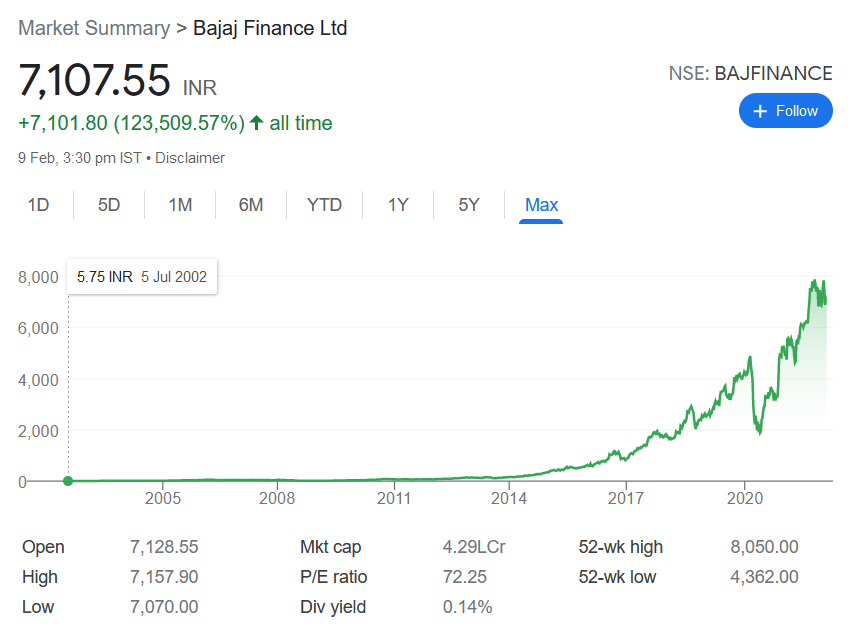 Market Summary > Bajaj Finance Ltd
7,107.55 INR
NSE: BAJFINANCE
+ Follow
+7,101.80 (123,509.57%) ↑ all time
9 Feb, 3:30 pm IST • Disclaimer
1D 5D 1M 6M YTD 1Y 5Y Max
5.75 INR 5 Jul 2002
8,000
6,000
4,000
2,000
0
2005 2008 2011 2014 2017 2020
Open 7,128.55 Mkt cap 4.29LCr 52-wk high 8,050.00
High 7,157.90 P/E ratio 72.25 52-wk low 4,362.00
Low 7,070.00 Div yield 0.14%